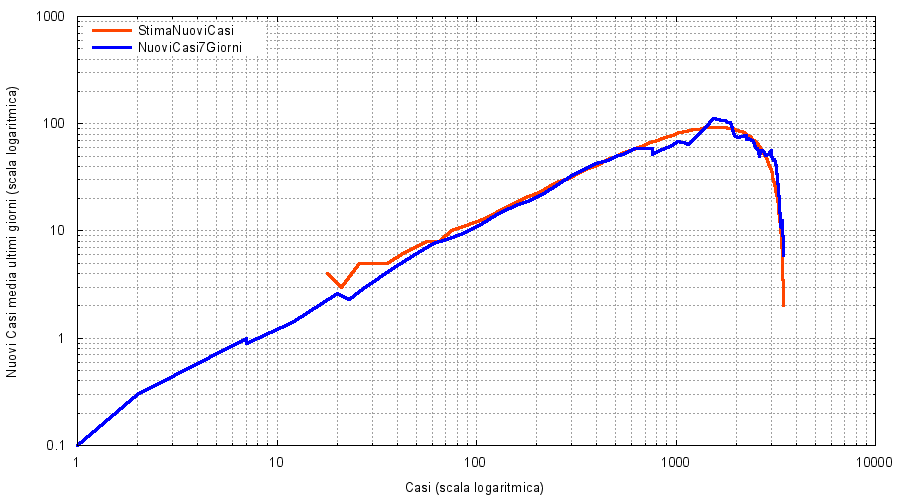 1000
100
10
1
0.1
StimaNuoviCasi
NuoviCasi7Giorni
Nuovi Casi media ultimi giorni (scala logaritmica)
1 10 100 1000 10000
Casi (scala logaritmica)